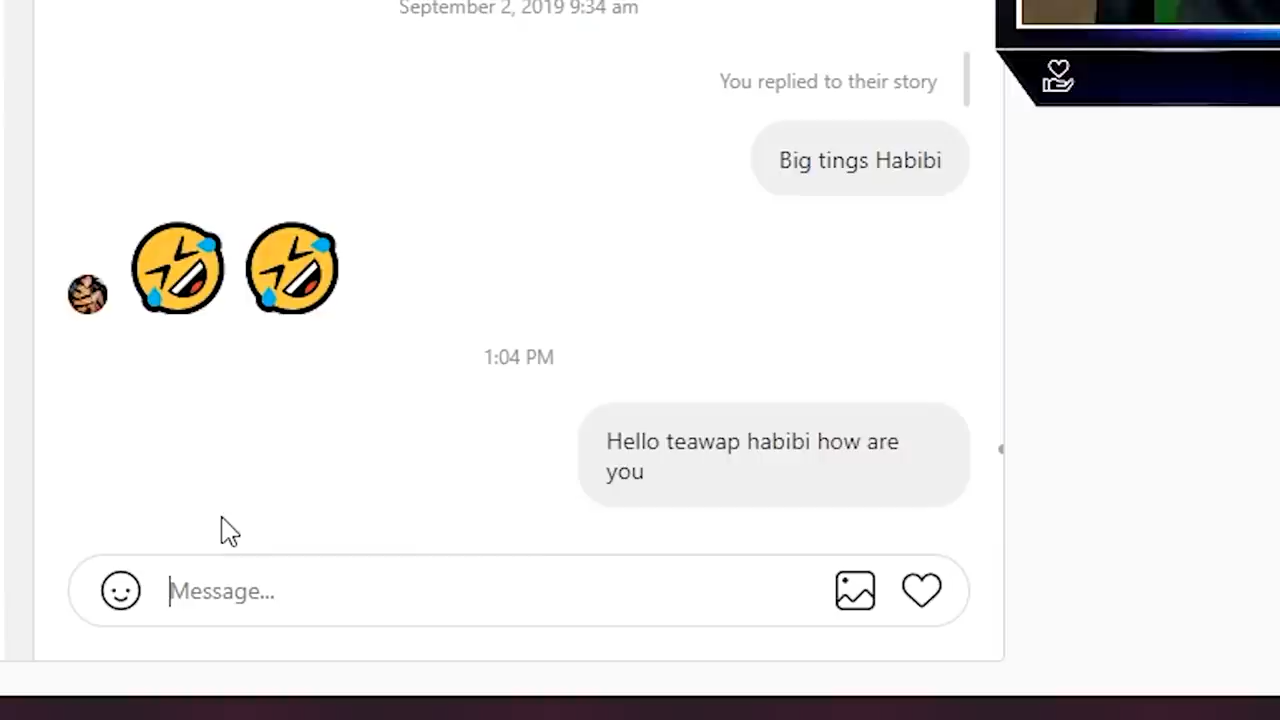 September 2, 2019 9:34 am
You replied to their story
Big tings Habibi
1:04 PM
Hello teawap habibi how are
you
Message...